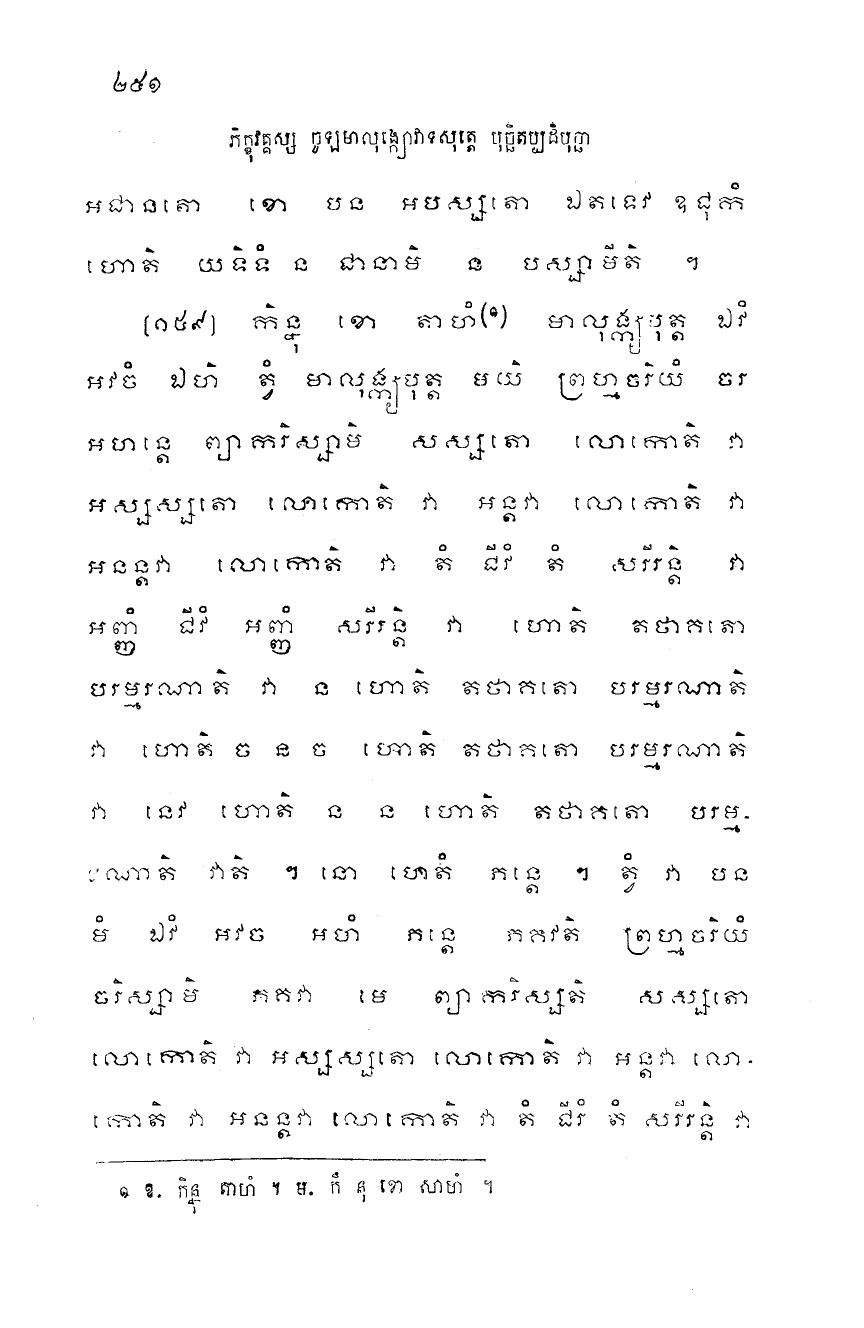 ២៥១
ភិក្ខុវគ្គស្ស ចូឡមាលុង្ក្យោវាទសុត្តេ បុច្ឆិតប្បដិបុច្ឆា
អជានតោ ខោ បន អបស្សតោ ឯតទេវ ឧជុកំ
ហោតិ យទិទំ ន ជានាមិ ន បស្សាមីតិ ។
[១៥៩] កិន្នុ ខោ តាហំ(១) មាលុង្ក្យបុត្ត ឯវំ
អវចំ ឯហិ ត្វំ មាលុង្ក្យបុត្ត មយិ ព្រហ្មចរិយំ ចរ
អហន្តេ ព្យាករិស្សាមិ សស្សតោ លោកោតិ វា
អស្សស្សតោ លោកោតិ វា អន្តវា លោកោតិ វា
អនន្តវា លោកោតិ វា តំ ជីវំ តំ សរីរន្តិ វា
អញ្ញំ ជីវំ អញ្ញំ សរីរន្តិ វា ហោតិ តថាគតោ
បរម្មរណាតិ វា ន ហោតិ តថាគតោ បរម្មរណាតិ
វា ហោតិ ច ន ច ហោតិ តថាគតោ បរម្មរណាតិ
វា នេវ ហោតិ ន ន ហោតិ តថាគតោ បរម្ម-
រណាតិ វាតិ ។ នោ ហេតំ ភន្តេ ។ ត្វំ វា បន
មំ ឯវំ អវច អហំ ភន្តេ ភគវតិ ព្រហ្មចរិយំ
ចរិស្សាមិ ភគវា មេ ព្យាករិស្សតិ សស្សតោ
លោកោតិ វា អស្សស្សតោ លោកោតិ វា អន្តវា លោ-
កោតិ វា អនន្តវា លោកោតិ វា តំ ជីវំ តំ សរីរន្តិ វា
១ ឱ. កិន្នុ តាហំ ។ ម. កឹ នុ ខោ សាហំ ។